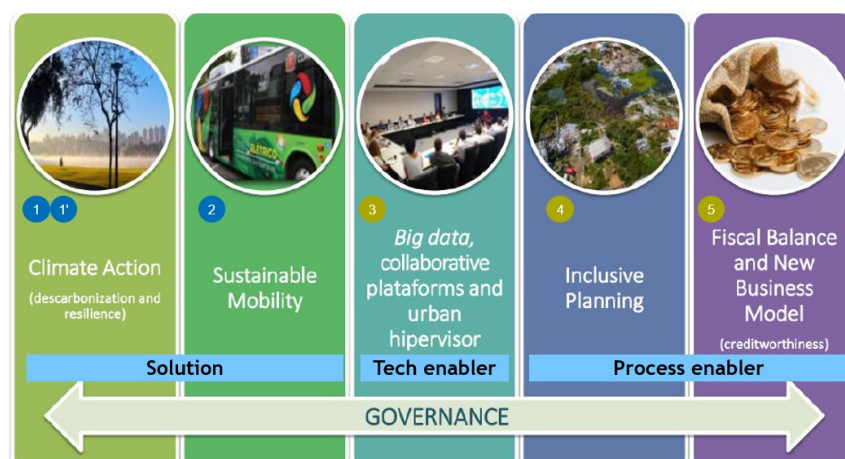 1
1'
2
3
4
5
ELÉTRICO
Climate Action
(descarbonization and
resilience)
Sustainable
Mobility
Big data,
collaborative
plataforms and
urban
hipervisor
Inclusive
Planning
Fiscal Balance
and New
Business
Model
(creditworthiness)
Solution
Tech enabler
Process enabler
GOVERNANCE